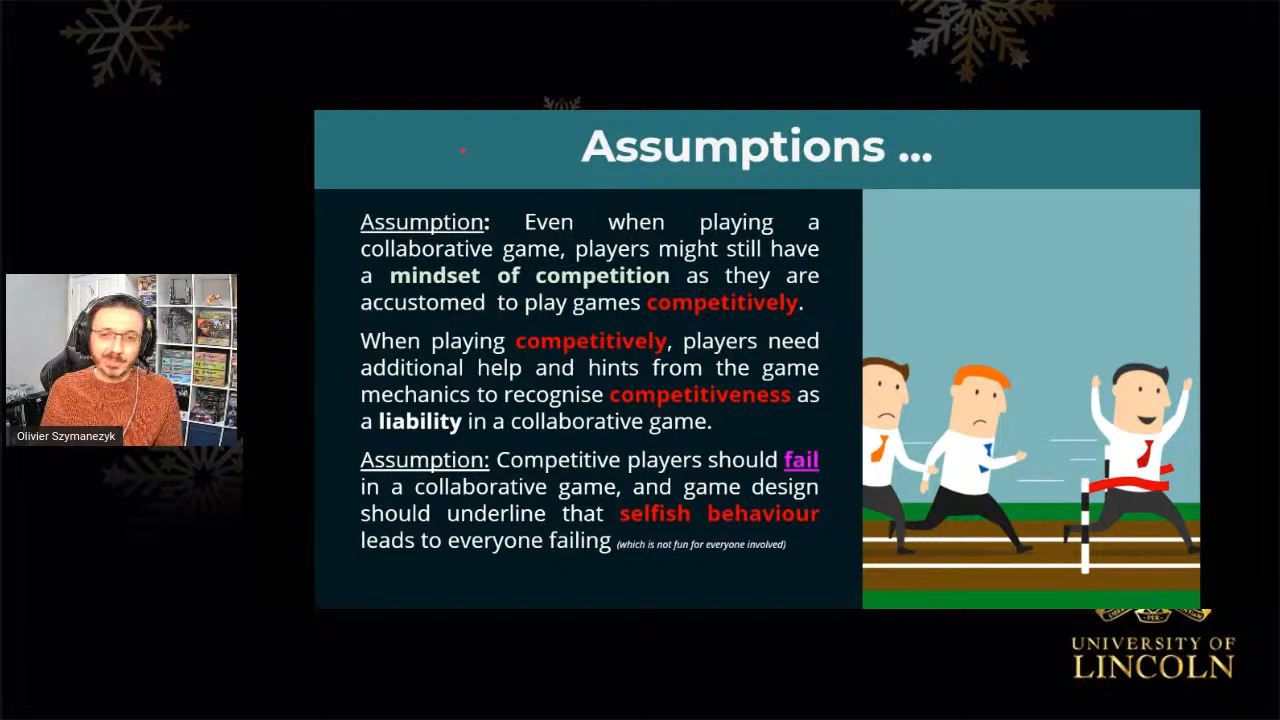 Assumptions ...
Assumption: Even when playing a
collaborative game, players might still have
a mindset of competition as they are
accustomed to play games competitively.
When playing competitively, players need
additional help and hints from the game
mechanics to recognise competitiveness as
a liability in a collaborative game.
Assumption: Competitive players should fail
in a collaborative game, and game design
should underline that selfish behaviour
leads to everyone failing (which is not fun for everyone involved)
Olivier Szymanezyk
UNIVERSITY OF
LINCOLN